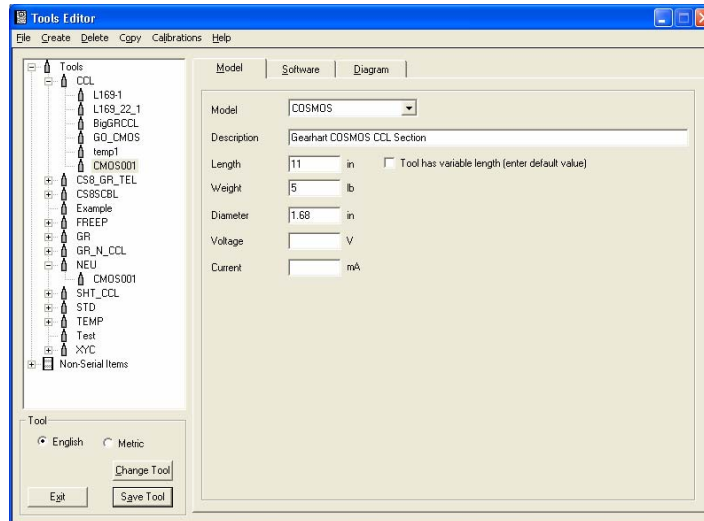 Tools Editor
File Create Delete Copy Calibrations Help
Tools
CCL
L169-1
L169_22_1
BigGRCCL
GO_CMOS
temp1
CMOS001
CS8_GR_TEL
CS8SCBL
Example
FREEP
GR
GR_N_CCL
NEU
CMOS001
SHT_CCL
STD
TEMP
Test
XYC
Non-Serial Items
Tool
English Metric
Change Tool
Exit Save Tool
Model Software Diagram
Model COSMOS
Description Gearhart COSMOS CCL Section
Length 11 in Tool has variable length (enter default value)
Weight 5 lb
Diameter 1.68 in
Voltage V
Current mA